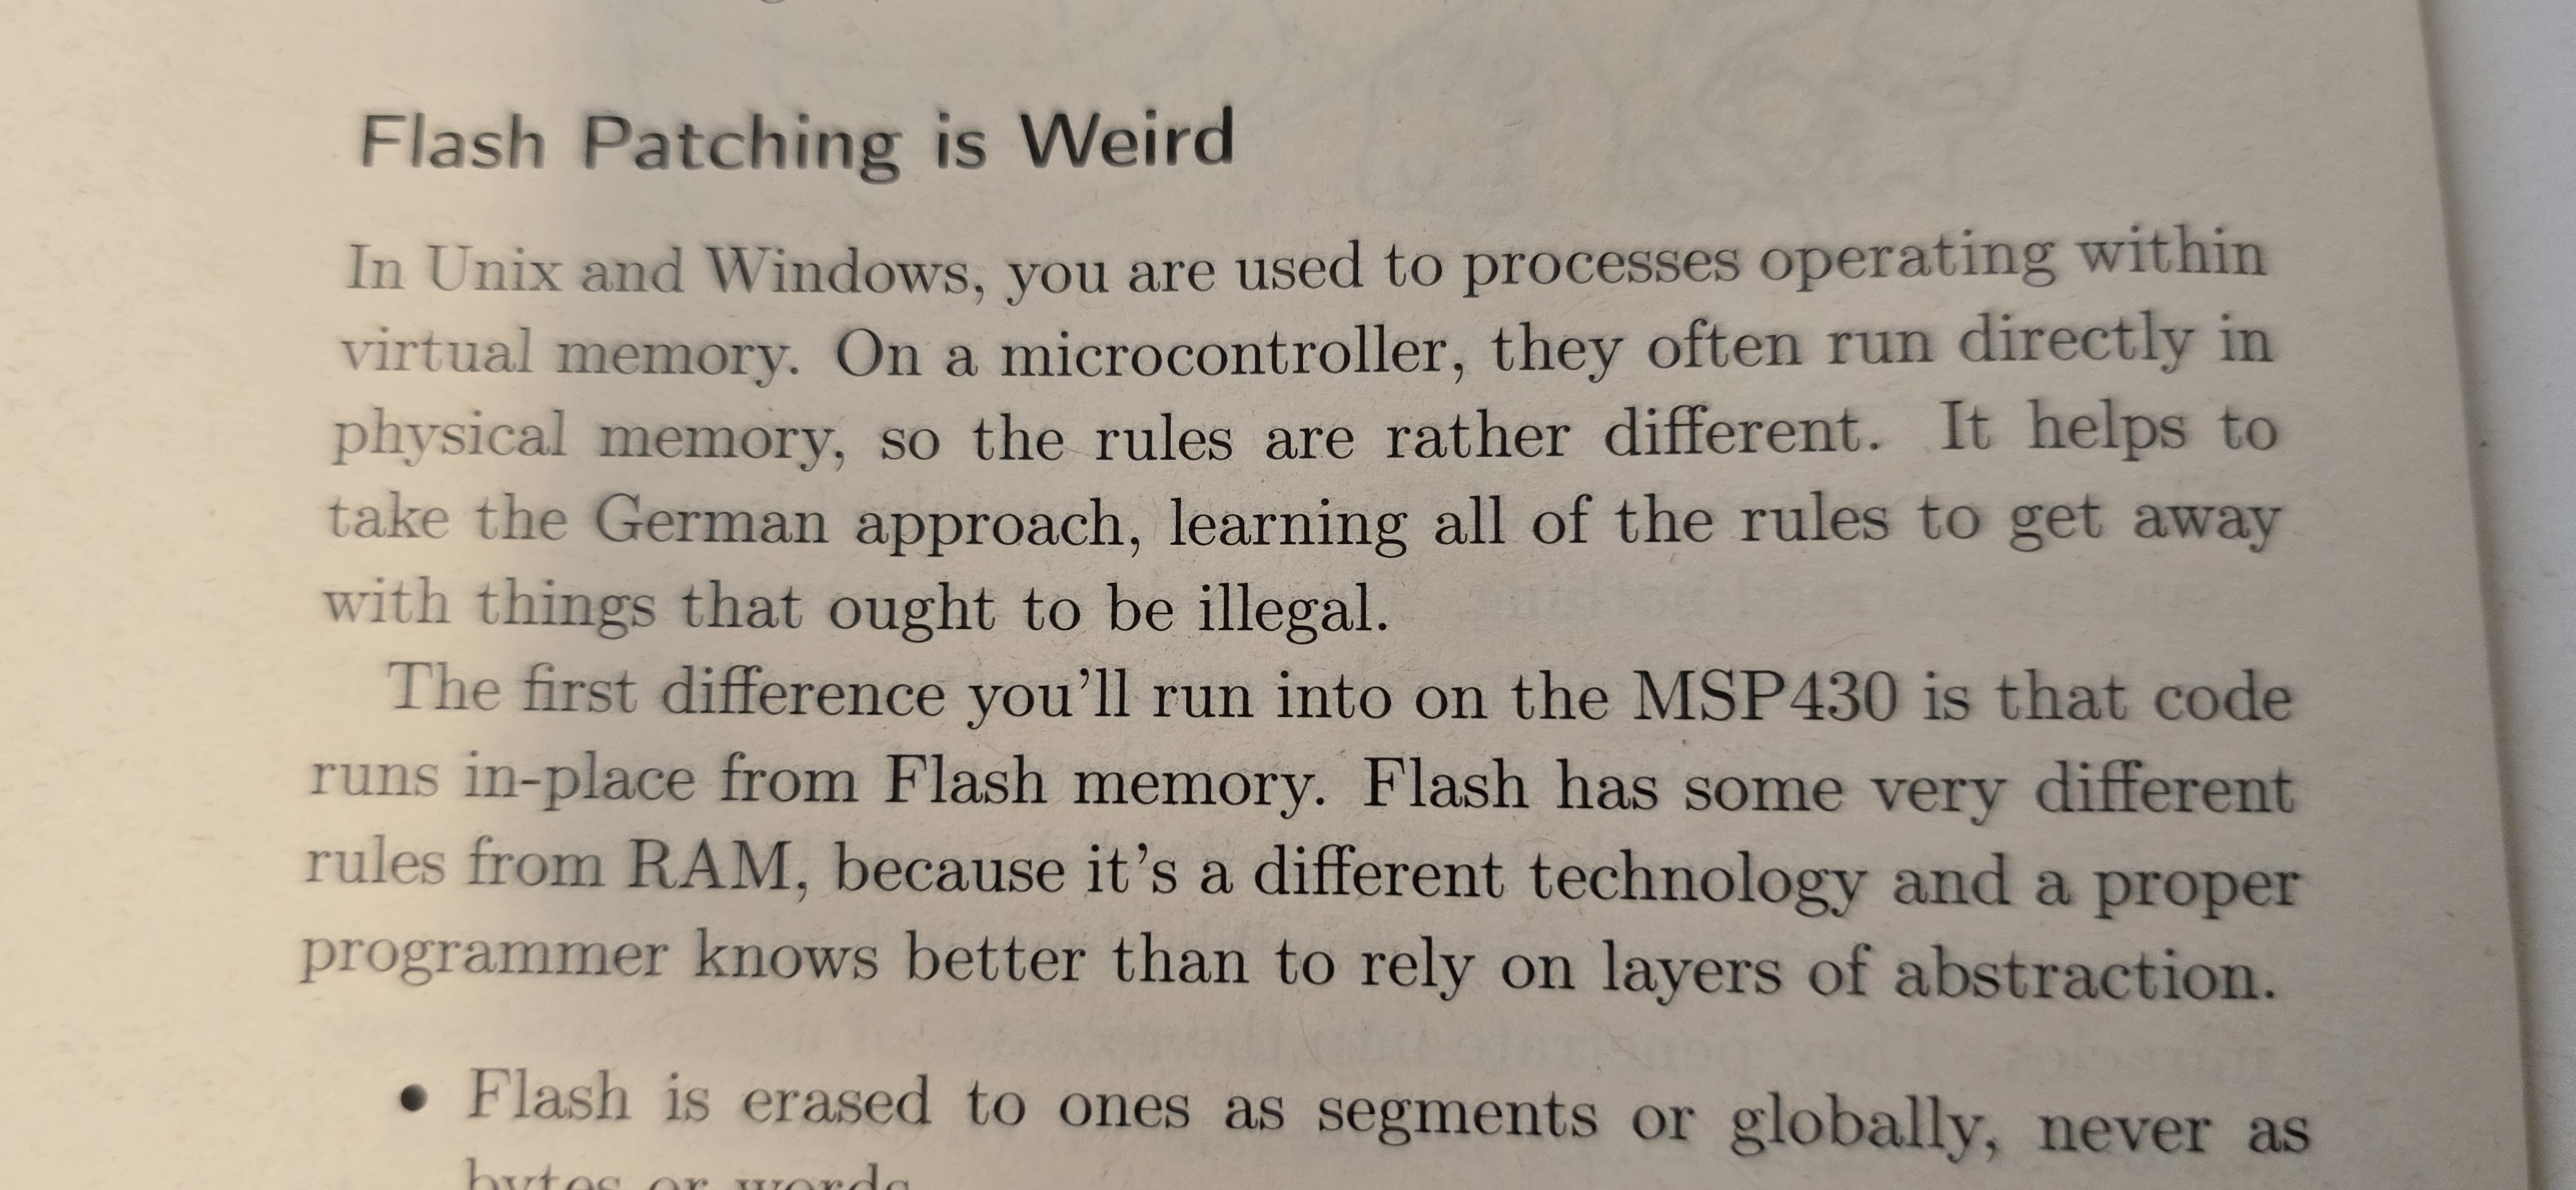 Flash Patching is Weird
In Unix and Windows, you are used to processes operating within
virtual memory. On a microcontroller, they often run directly in
physical memory, so the rules are rather different. It helps to
take the German approach, learning all of the rules to get away
with things that ought to be illegal.
The first difference you'll run into on the MSP430 is that code
runs in-place from Flash memory. Flash has some very different
rules from RAM, because it's a different technology and a proper
programmer knows better than to rely on layers of abstraction.
• Flash is erased to ones as segments or globally, never as
bytes or words